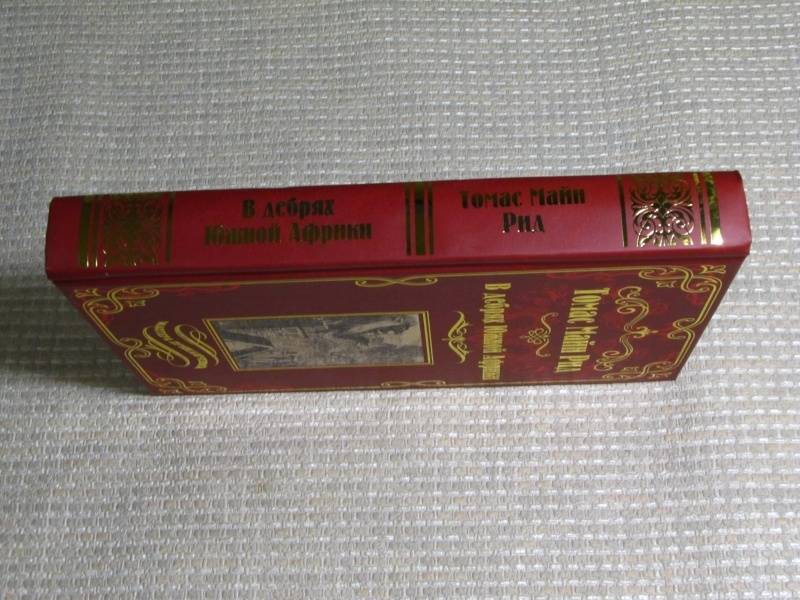 В дебрях
Южной Африки
Томас Майн
Рид
Томас Майн Рид
В дебрях Южной Африки